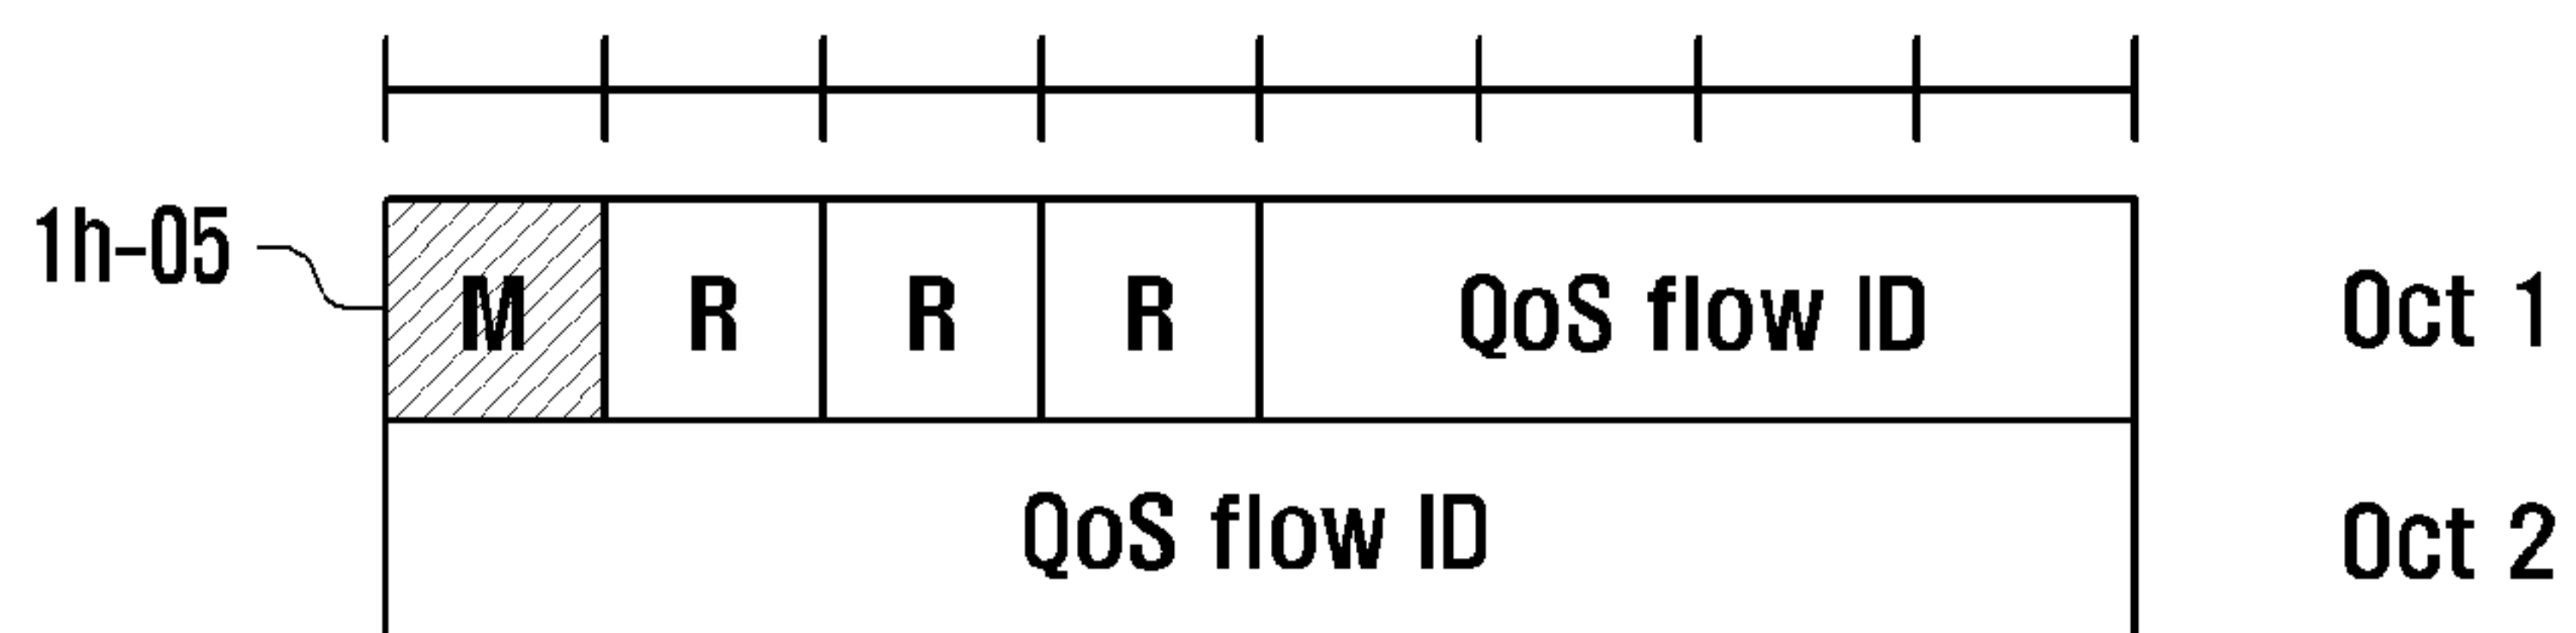 1h-05 M R R R QoS flow ID Oct 1
QoS flow ID Oct 2